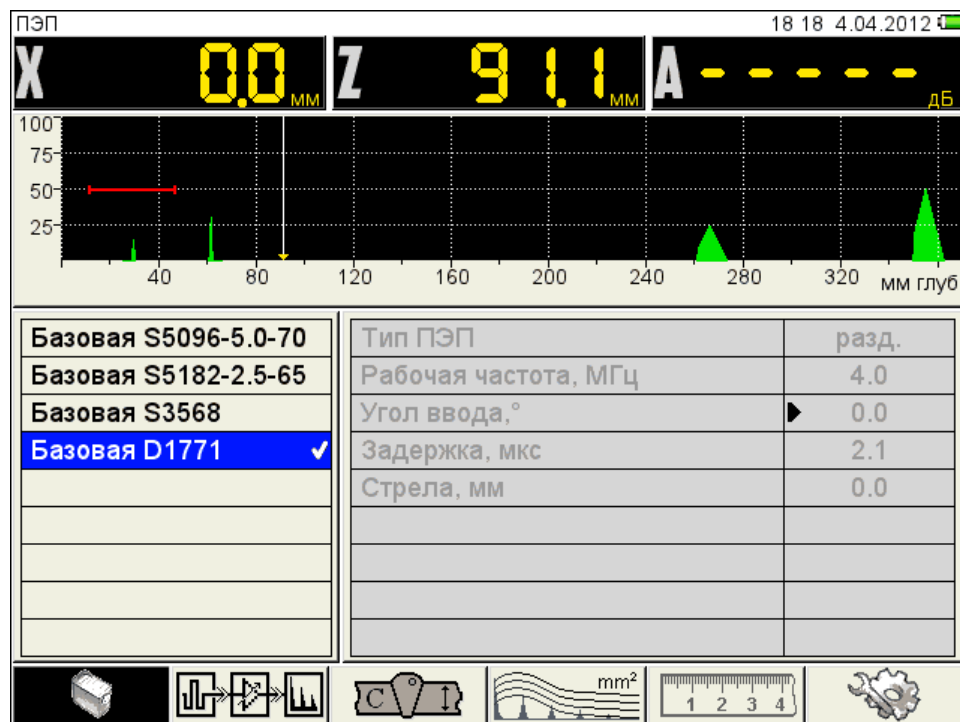 ПЭП 18 18 4.04.2012
X 0.0 мм Z 91.1 мм A - - - - - дБ
100
75
50
25
40 80 120 160 200 240 280 320 мм глуб
Базовая S5096-5.0-70
Базовая S5182-2.5-65
Базовая S3568
Базовая D1771
Тип ПЭП разд.
Рабочая частота, МГц 4.0
Угол ввода,° 0.0
Задержка, мкс 2.1
Стрела, мм 0.0
C mm² 1 2 3 4